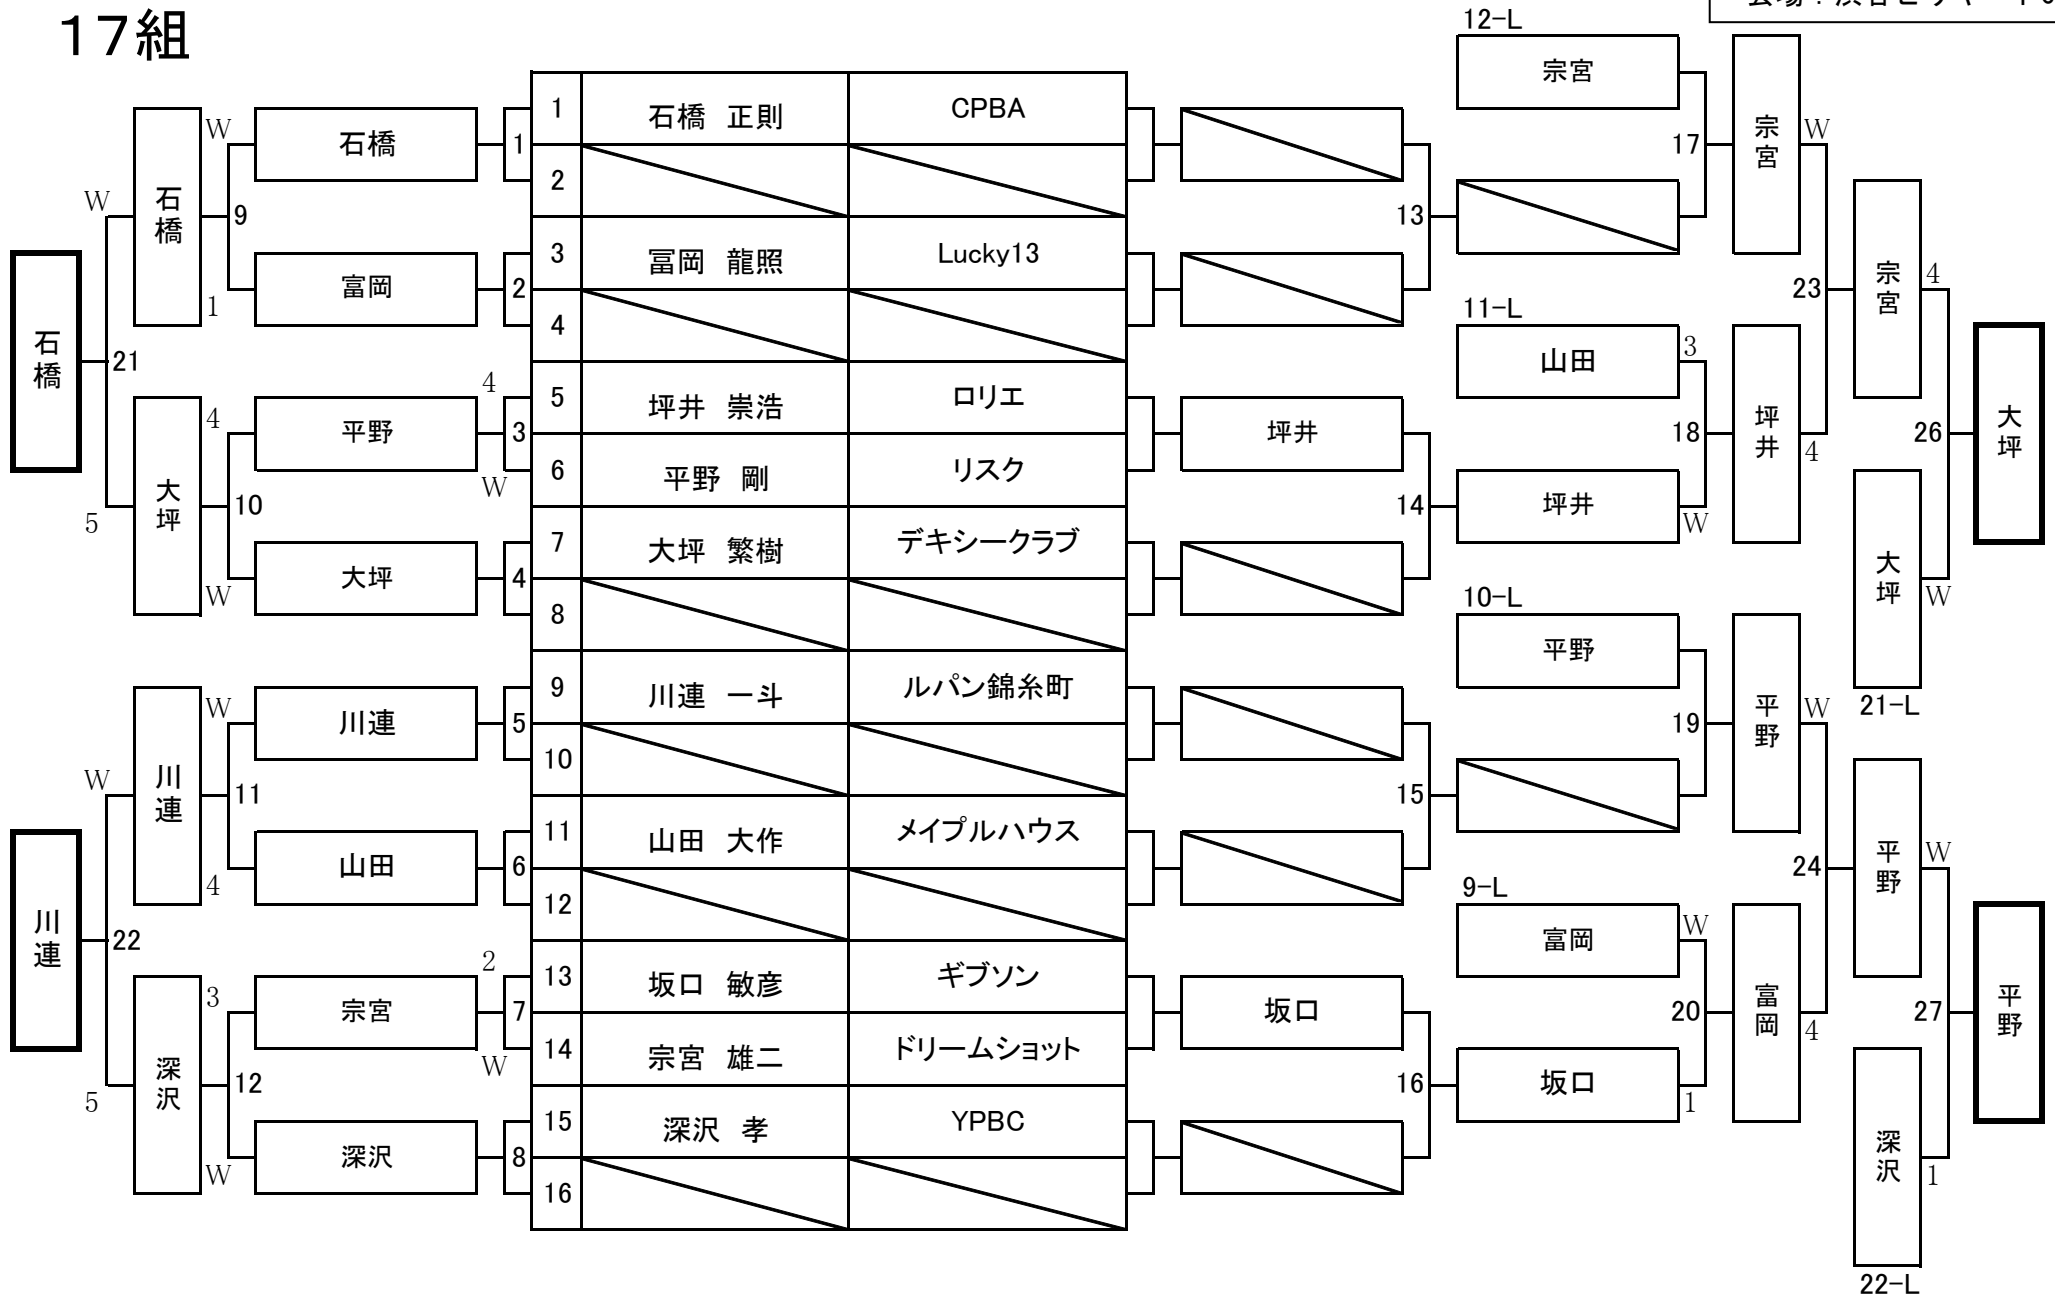 17組
12-L
宗宮
石橋
W
石橋
1
1
石橋 正則
CPBA
2
17
宗宮
W
W
石橋
9
13
3
冨岡 龍照
Lucky13
富岡
2
4
1
11-L
23
宗宮
4
石橋
21
山田
3
4
5
坪井 崇浩
ロリエ
大坪
4
平野
3
坪井
18
坪井
4
26
大坪
W
6
平野 剛
リスク
5
10
14
坪井
W
7
大坪 繁樹
デキシークラブ
大坪
4
W
8
大坪
W
21-L
10-L
平野
9
川連 一斗
ルパン錦糸町
川連
W
川連
5
10
19
平野
W
W
11
15
11
山田 大作
メイプルハウス
山田
6
4
12
24
平野
W
9-L
富岡
W
川連
22
2
13
坂口 敏彦
ギブソン
深沢
3
宗宮
7
W
14
宗宮 雄二
ドリームショット
坂口
20
富岡
4
27
平野
5
12
16
坂口
1
15
深沢 孝
YPBC
深沢
8
W
16
深沢
1
22-L